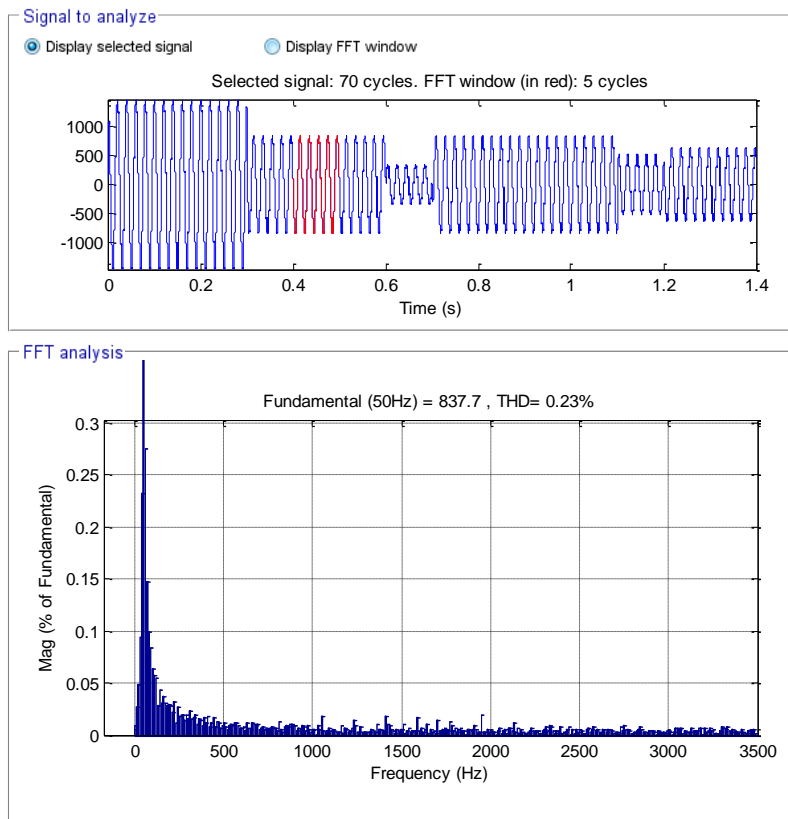 Signal to analyze
Display selected signal Display FFT window
Selected signal: 70 cycles. FFT window (in red): 5 cycles
1000
500
0
-500
-1000
0 0.2 0.4 0.6 0.8 1 1.2 1.4
Time (s)
FFT analysis
Fundamental (50Hz) = 837.7 , THD= 0.23%
0.3
0.25
0.2
0.15
0.1
0.05
0
Mag (% of Fundamental)
0 500 1000 1500 2000 2500 3000 3500
Frequency (Hz)